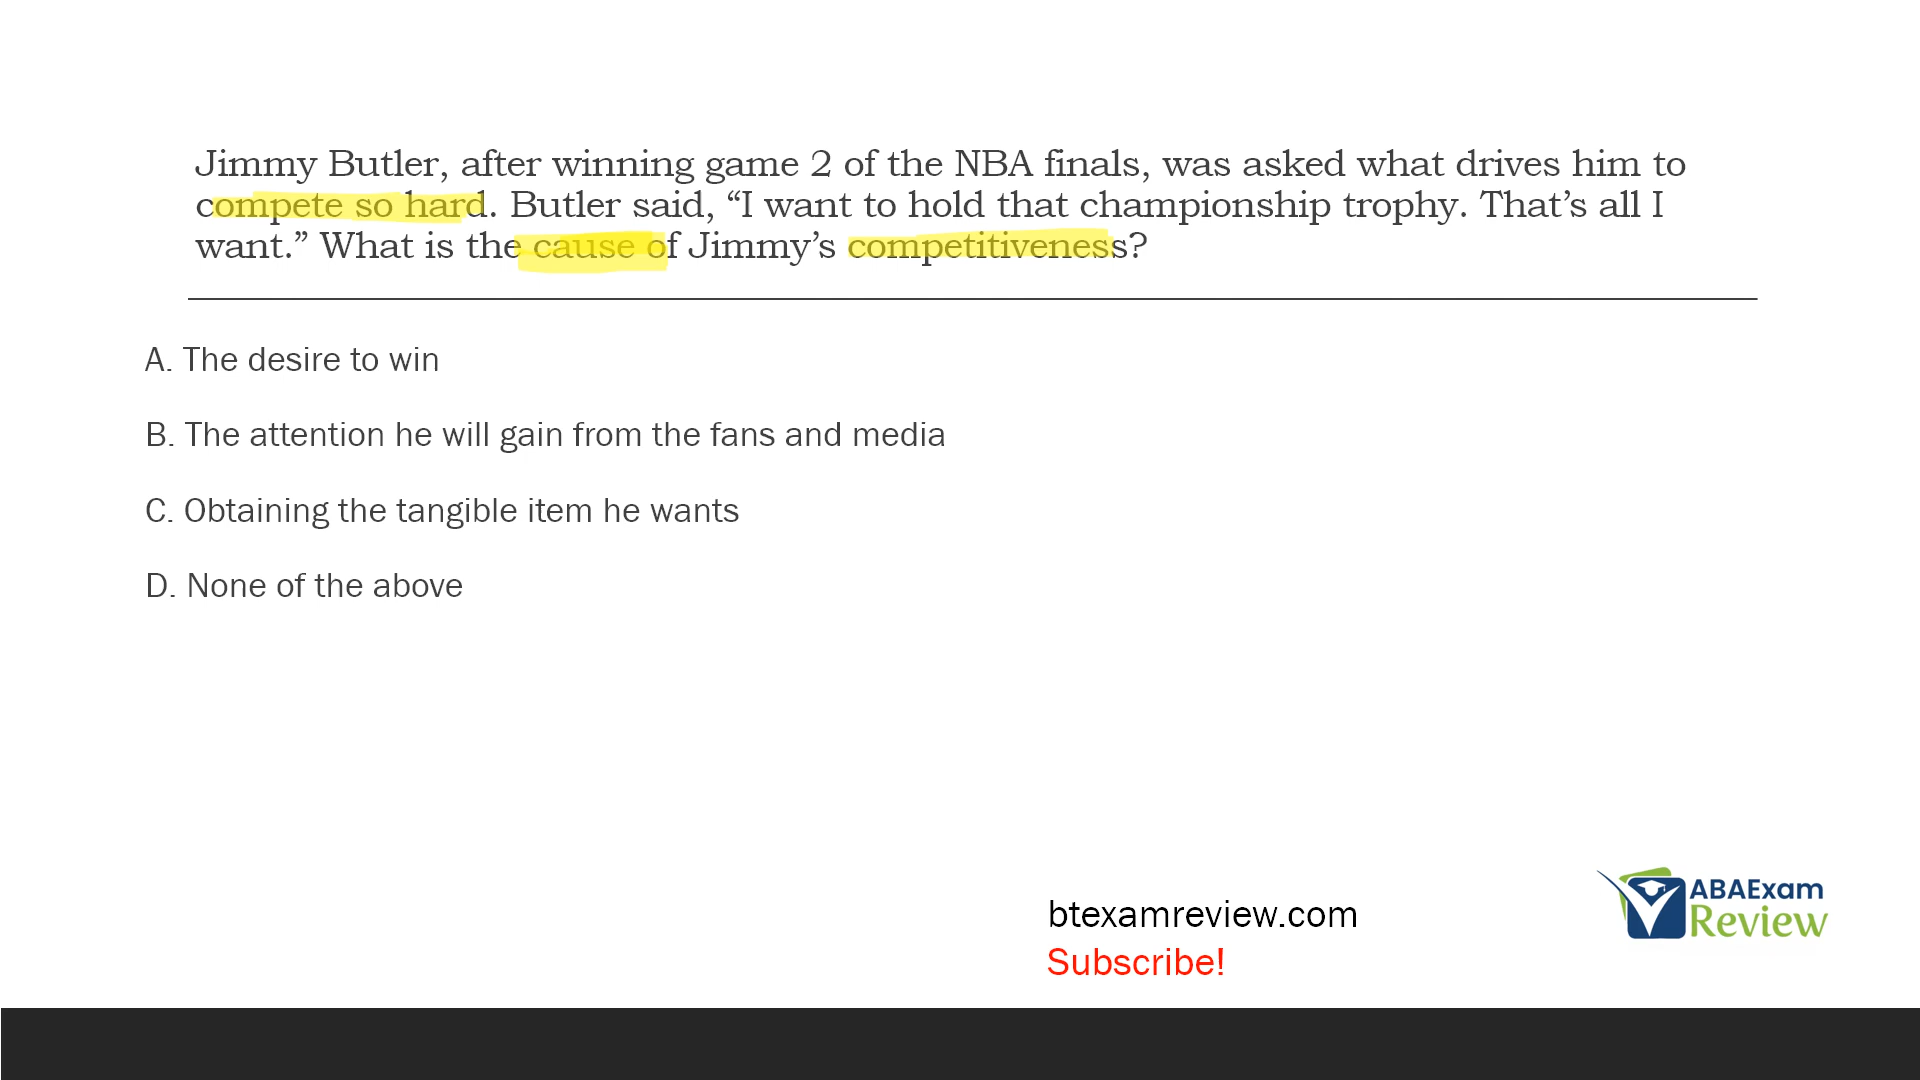 Jimmy Butler, after winning game 2 of the NBA finals, was asked what drives him to
compete so hard. Butler said, “I want to hold that championship trophy. That’s all I
want.” What is the cause of Jimmy’s competitiveness?
A. The desire to win
B. The attention he will gain from the fans and media
C. Obtaining the tangible item he wants
D. None of the above
btexamreview.com
Subscribe!
ABAExam
Review